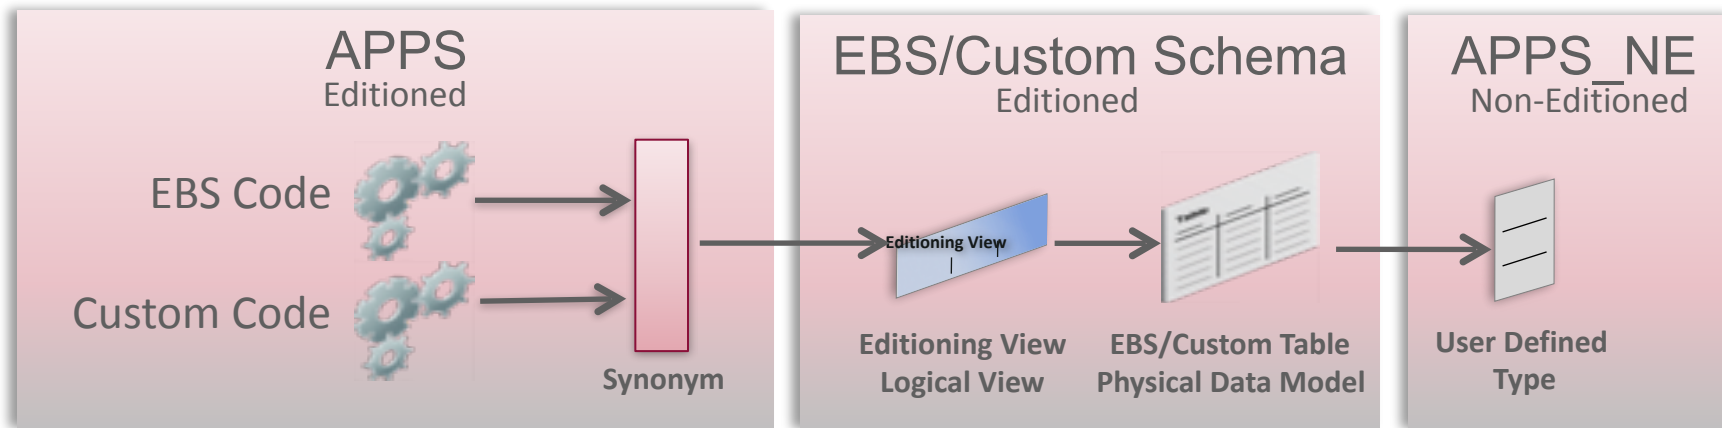 APPS
Editioned
EBS Code
Custom Code
Synonym
EBS/Custom Schema
Editioned
Editioning View
Editioning View
Logical View
EBS/Custom Table
Physical Data Model
APPS_NE
Non-Editioned
User Defined
Type